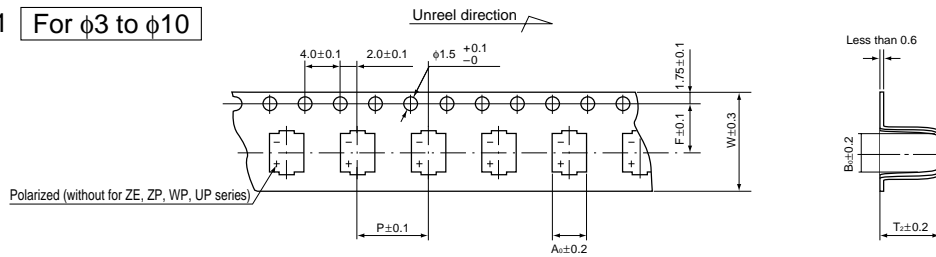 1 For ϕ3 to ϕ10
Unreel direction
4.0±0.1
2.0±0.1
ϕ1.5 +0.1 -0
1.75±0.1
F±0.1
W±0.3
Less than 0.6
B₀±0.2
- - - - - -
+ + + + + +
Polarized (without for ZE, ZP, WP, UP series)
P±0.1
A₀±0.2
T₂±0.2